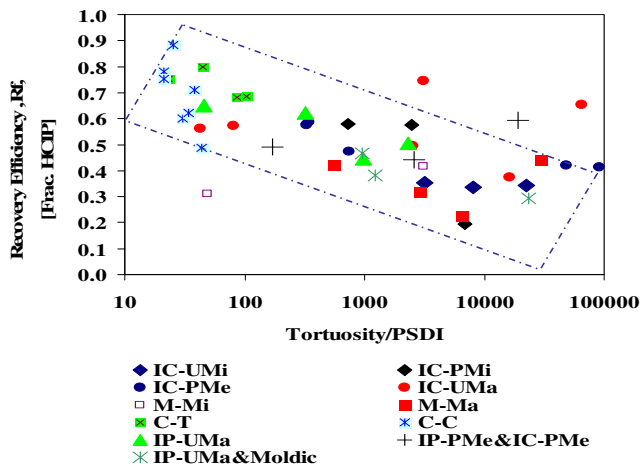 Recovery Efficiency ,Rf,
[Frac. HCIP]
1.0
0.9
0.8
0.7
0.6
0.5
0.4
0.3
0.2
0.1
0.0
10 100 1000 10000 100000
Tortuosity/PSDI
IC-UMi IC-PMi
IC-PMe IC-UMa
M-Mi M-Ma
C-T C-C
IP-UMa IP-PMe&IC-PMe
IP-UMa&Moldic